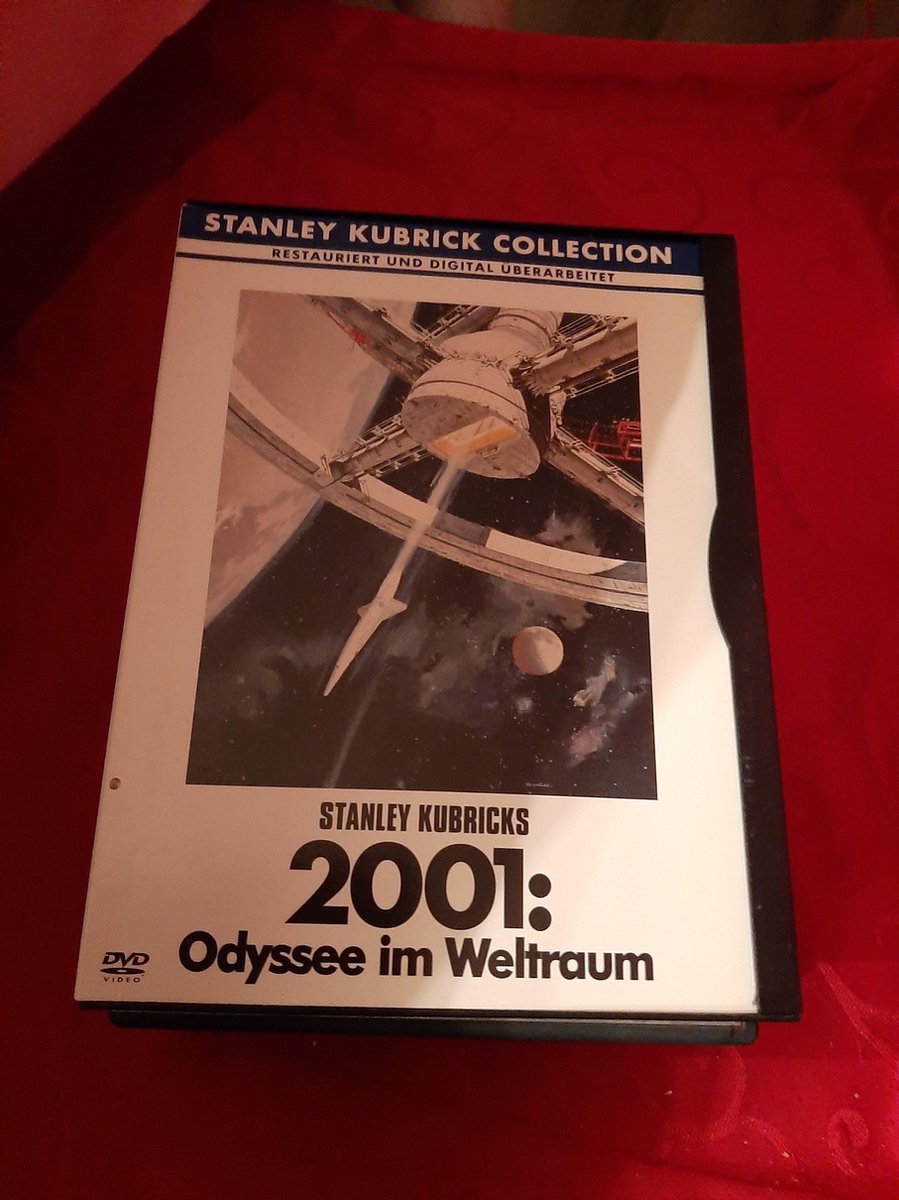 STANLEY KUBRICK COLLECTION
RESTAURIERT UND DIGITAL ÜBERARBEITET
STANLEY KUBRICKS
2001:
Odyssee im Weltraum
DVD
VIDEO